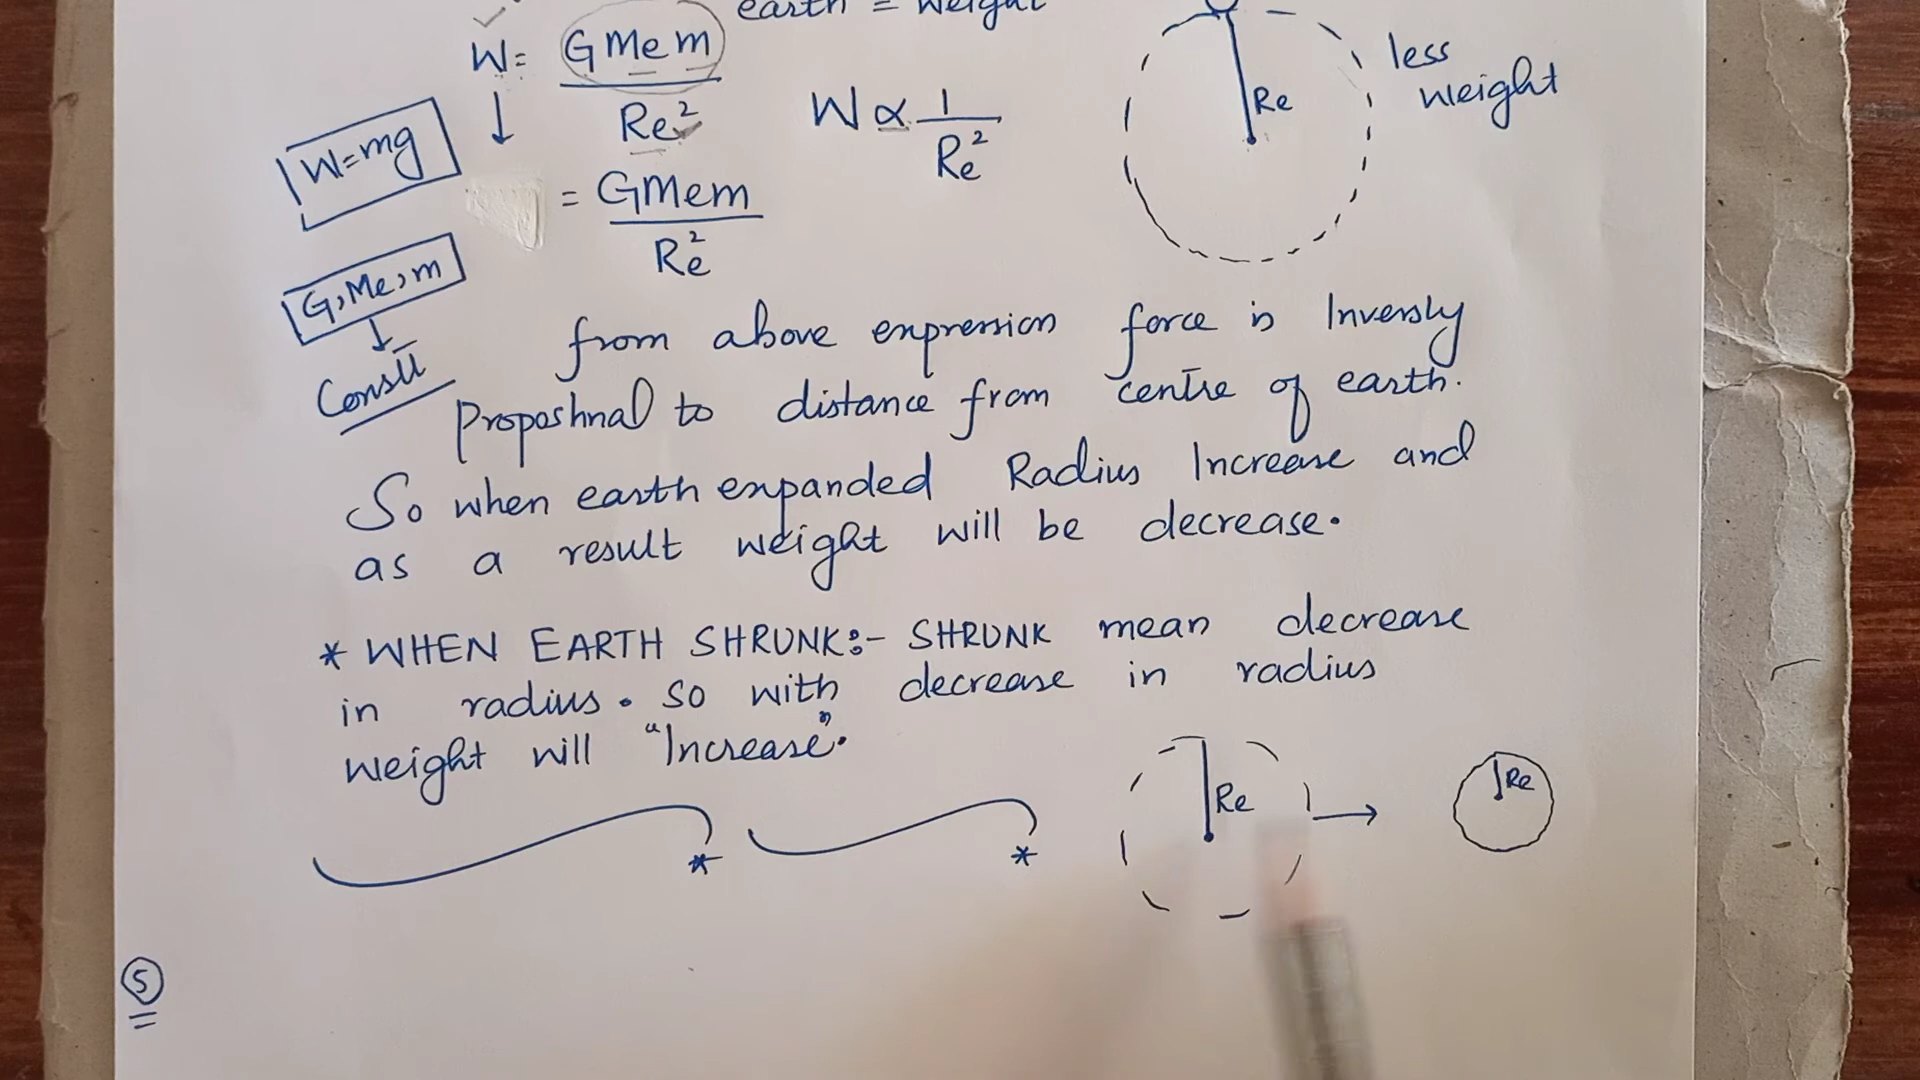 earth = weight
W = GMem / Re²
less weight
Re
W ∝ 1 / Re²
W=mg
= GMem / Re²
G, Me, m
Constt
from above expression force is Inversly
Proposhnal to distance from centre of earth.
So when earth expanded Radius Increase and
as a result weight will be decrease.
* WHEN EARTH SHRUNK:- SHRUNK mean decrease
in radius. so with decrease in radius
weight will "Increase".
Re
Re
5